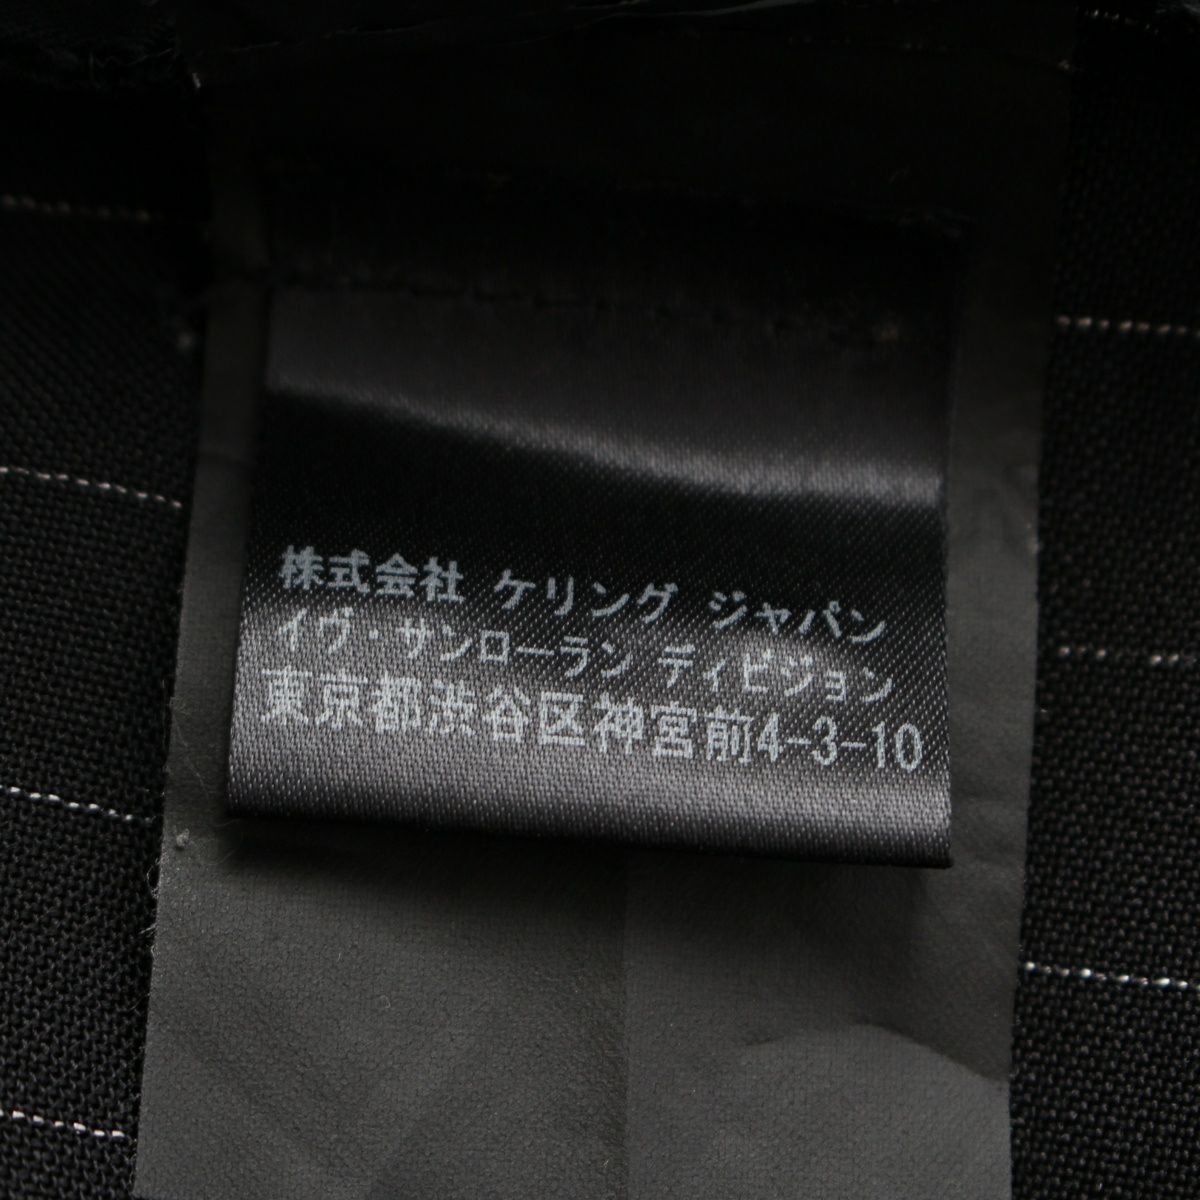 株式会社 ケリング ジャパン
イヴ・サンローラン ディビジョン
東京都渋谷区神宮前4-3-10